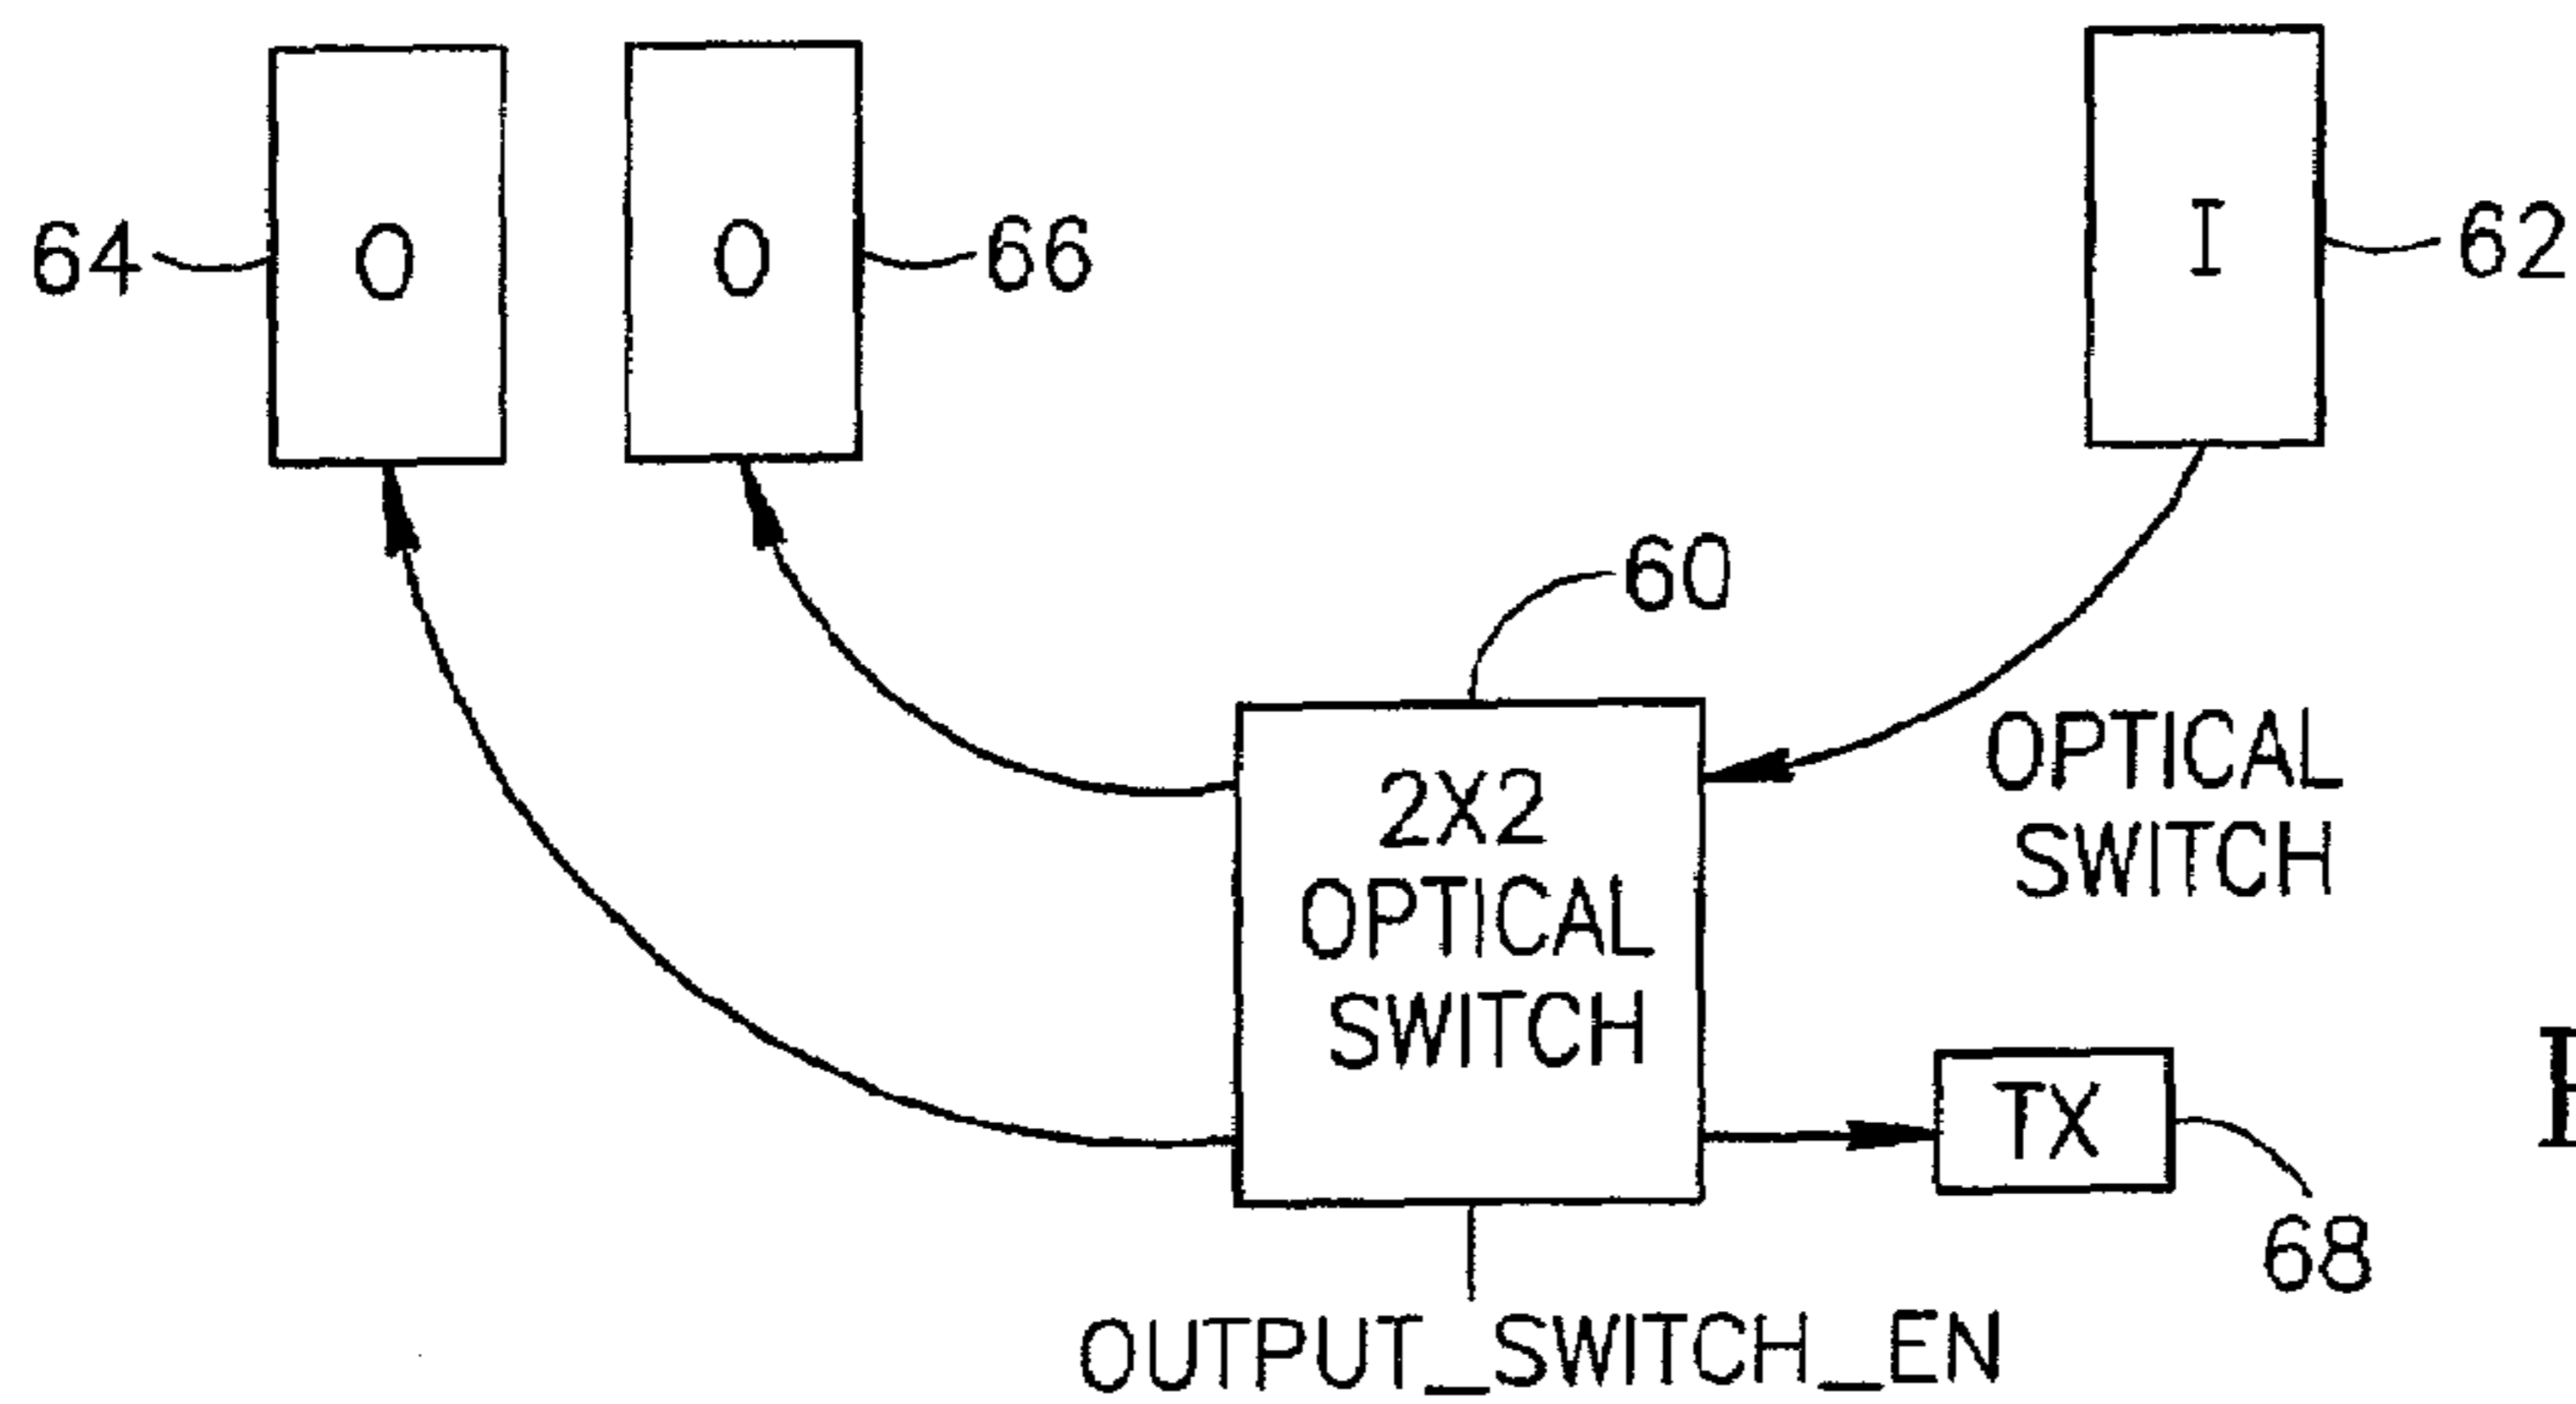 64
O
O
66
I
62
60
2X2
OPTICAL
SWITCH
OPTICAL
SWITCH
TX
68
OUTPUT_SWITCH_EN